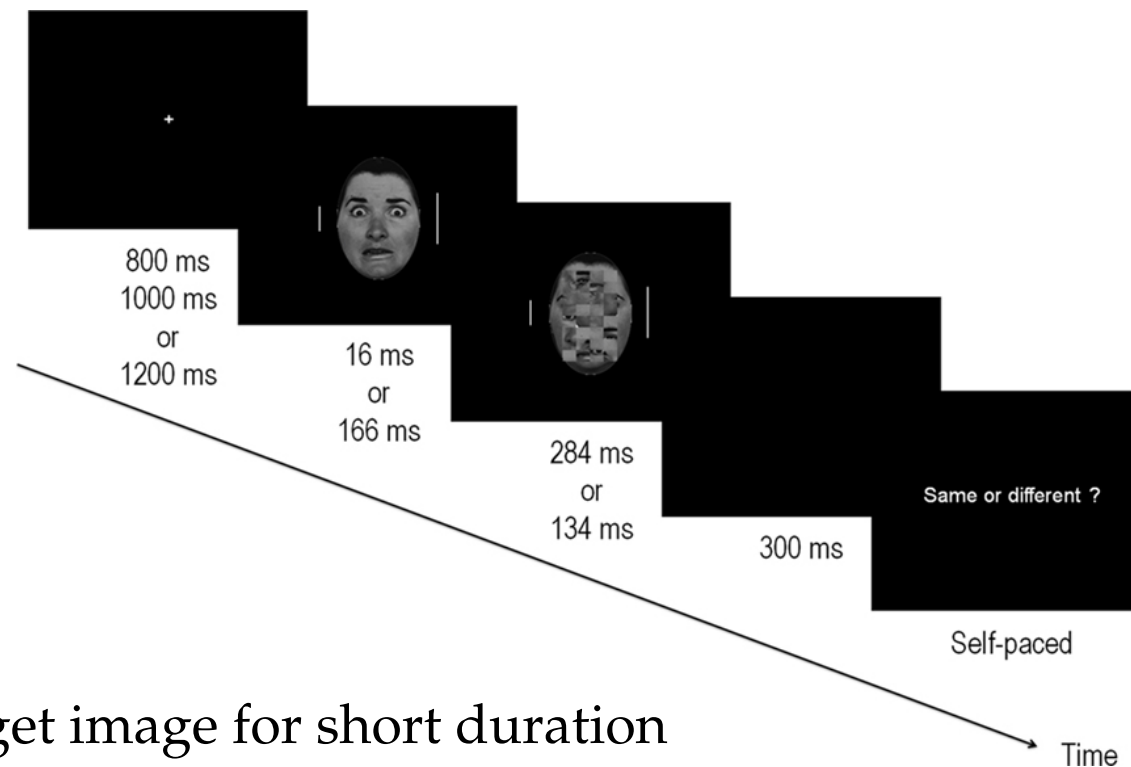 800 ms
1000 ms
or
1200 ms
16 ms
or
166 ms
284 ms
or
134 ms
300 ms
Same or different ?
Self-paced
get image for short duration
Time